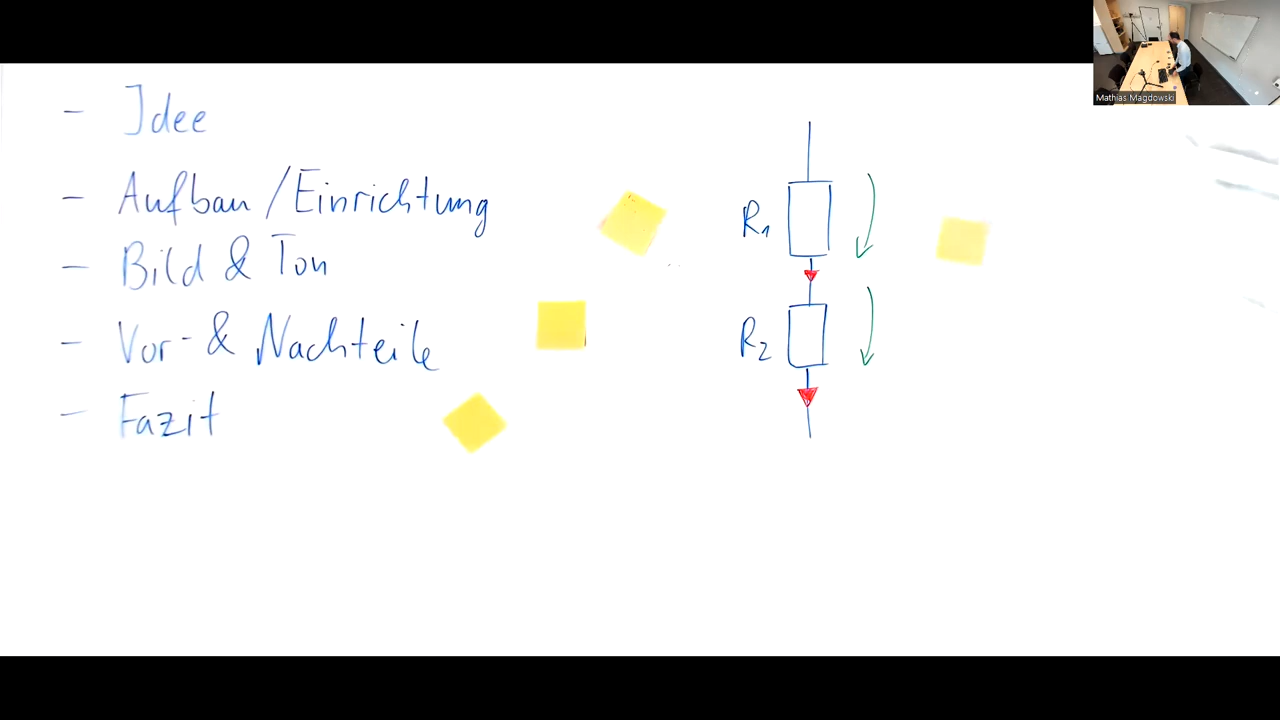 - Idee
- Aufbau/Einrichtung
- Bild & Ton
- Vor- & Nachteile
- Fazit
R1
R2
Mathias Magdowski